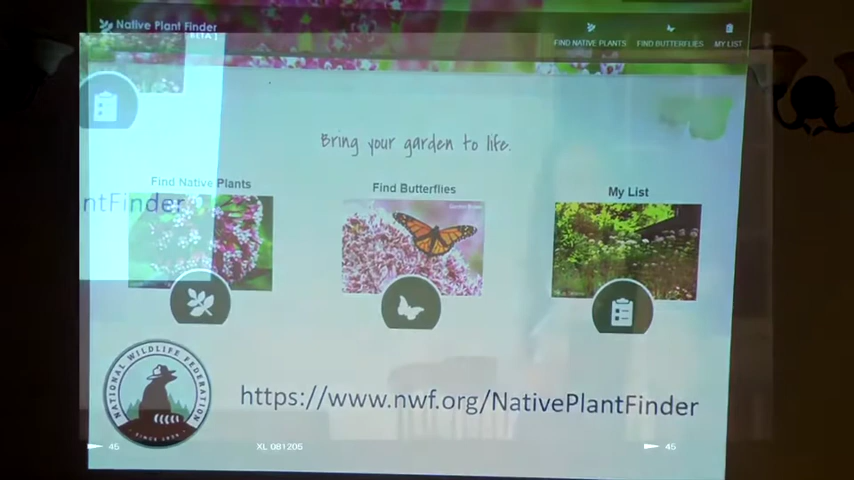 Native Plant Finder
BETA ]
FIND NATIVE PLANTS FIND BUTTERFLIES MY LIST
Bring your garden to life.
Find Native Plants
Find Butterflies
My List
ntFinder
NATIONAL WILDLIFE FEDERATION
SINCE 1936
https://www.nwf.org/NativePlantFinder
45 XL 081205 45